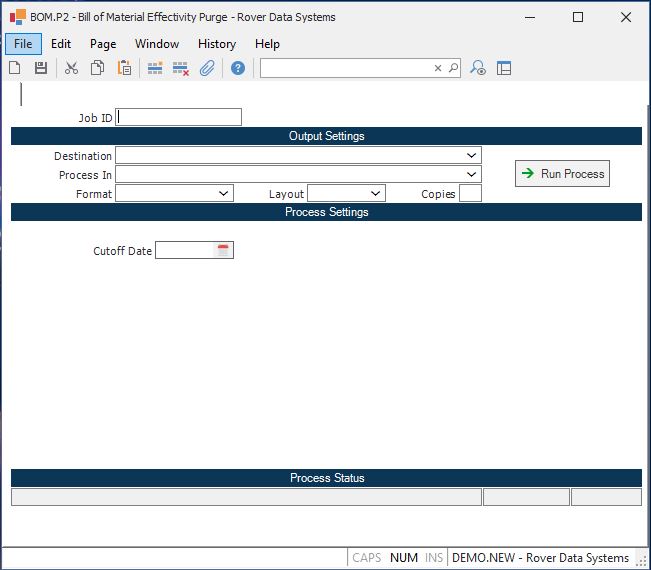 BOM.P2 - Bill of Material Effectivity Purge - Rover Data Systems
File Edit Page Window History Help
Job ID
Output Settings
Destination
Process In
Run Process
Format Layout Copies
Process Settings
Cutoff Date
Process Status
CAPS NUM INS DEMO.NEW - Rover Data Systems